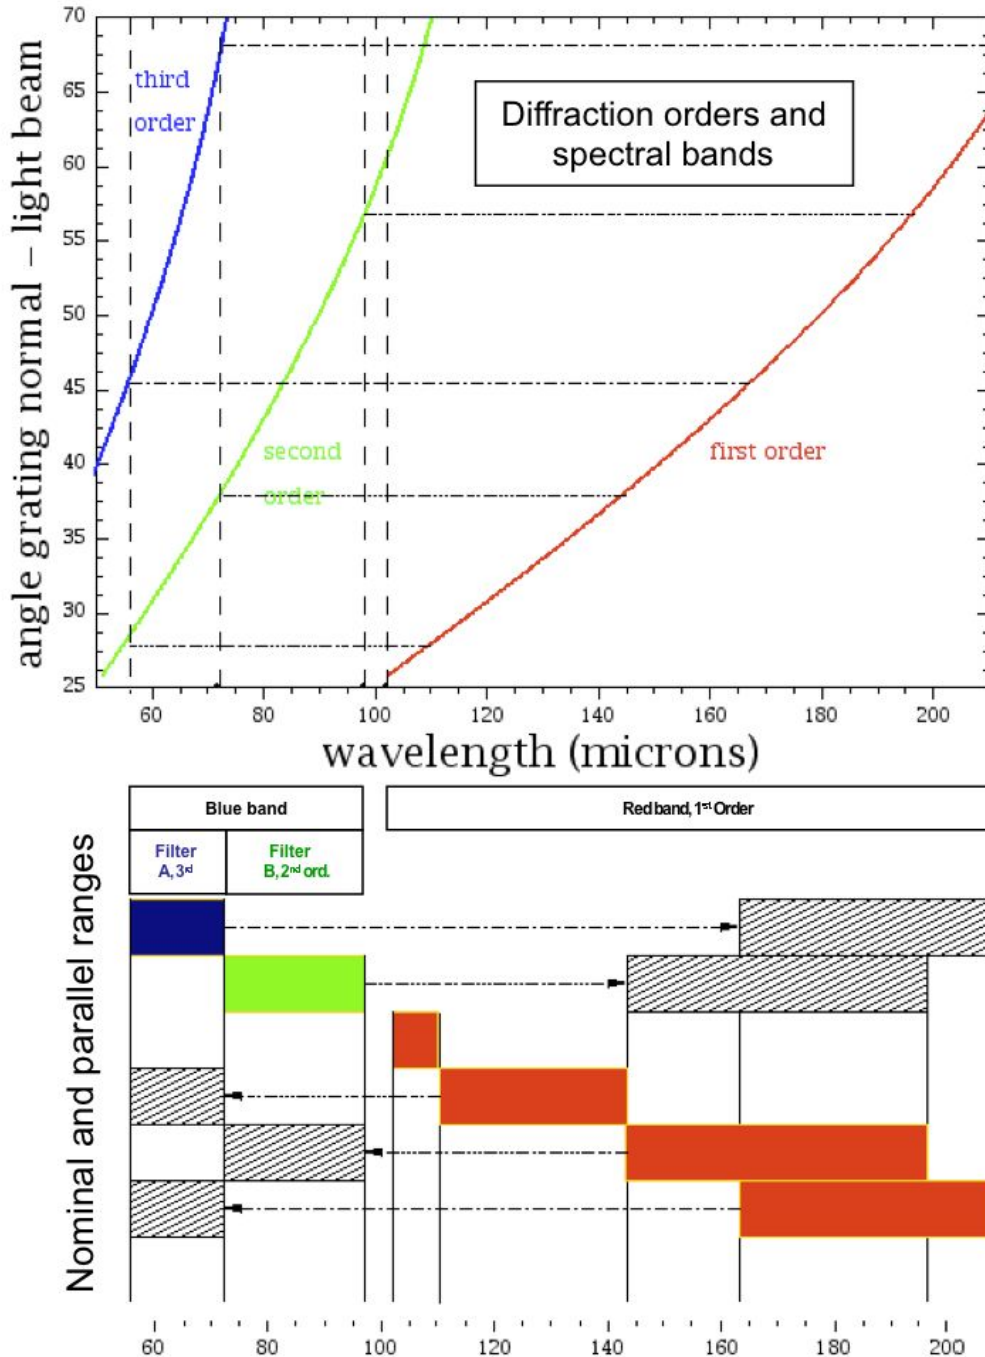 70
65
60
55
50
45
40
35
30
25
angle grating normal – light beam
third
order
Diffraction orders and
spectral bands
second
order
first order
60 80 100 120 140 160 180 200
wavelength (microns)
Blue band
Red band, 1st Order
Filter
A, 3rd
Filter
B, 2nd ord.
Nominal and parallel ranges
60 80 100 120 140 160 180 200